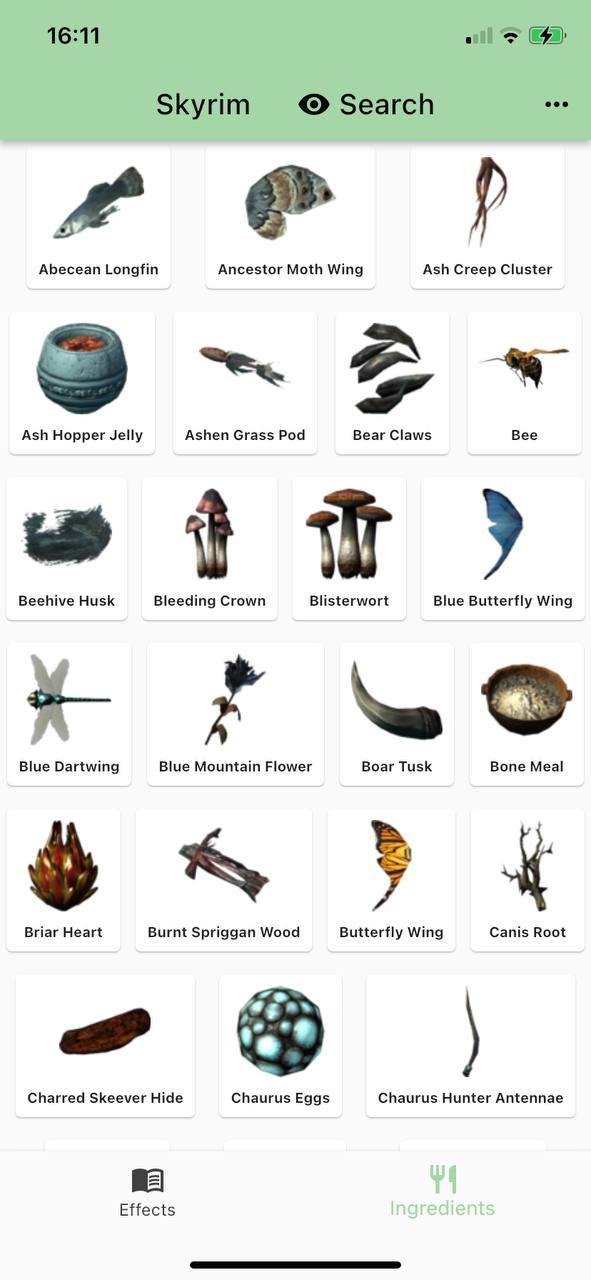 16:11
Skyrim Search
Abecean Longfin Ancestor Moth Wing Ash Creep Cluster
Ash Hopper Jelly Ashen Grass Pod Bear Claws Bee
Beehive Husk Bleeding Crown Blisterwort Blue Butterfly Wing
Blue Dartwing Blue Mountain Flower Boar Tusk Bone Meal
Briar Heart Burnt Spriggan Wood Butterfly Wing Canis Root
Charred Skeever Hide Chaurus Eggs Chaurus Hunter Antennae
Effects Ingredients